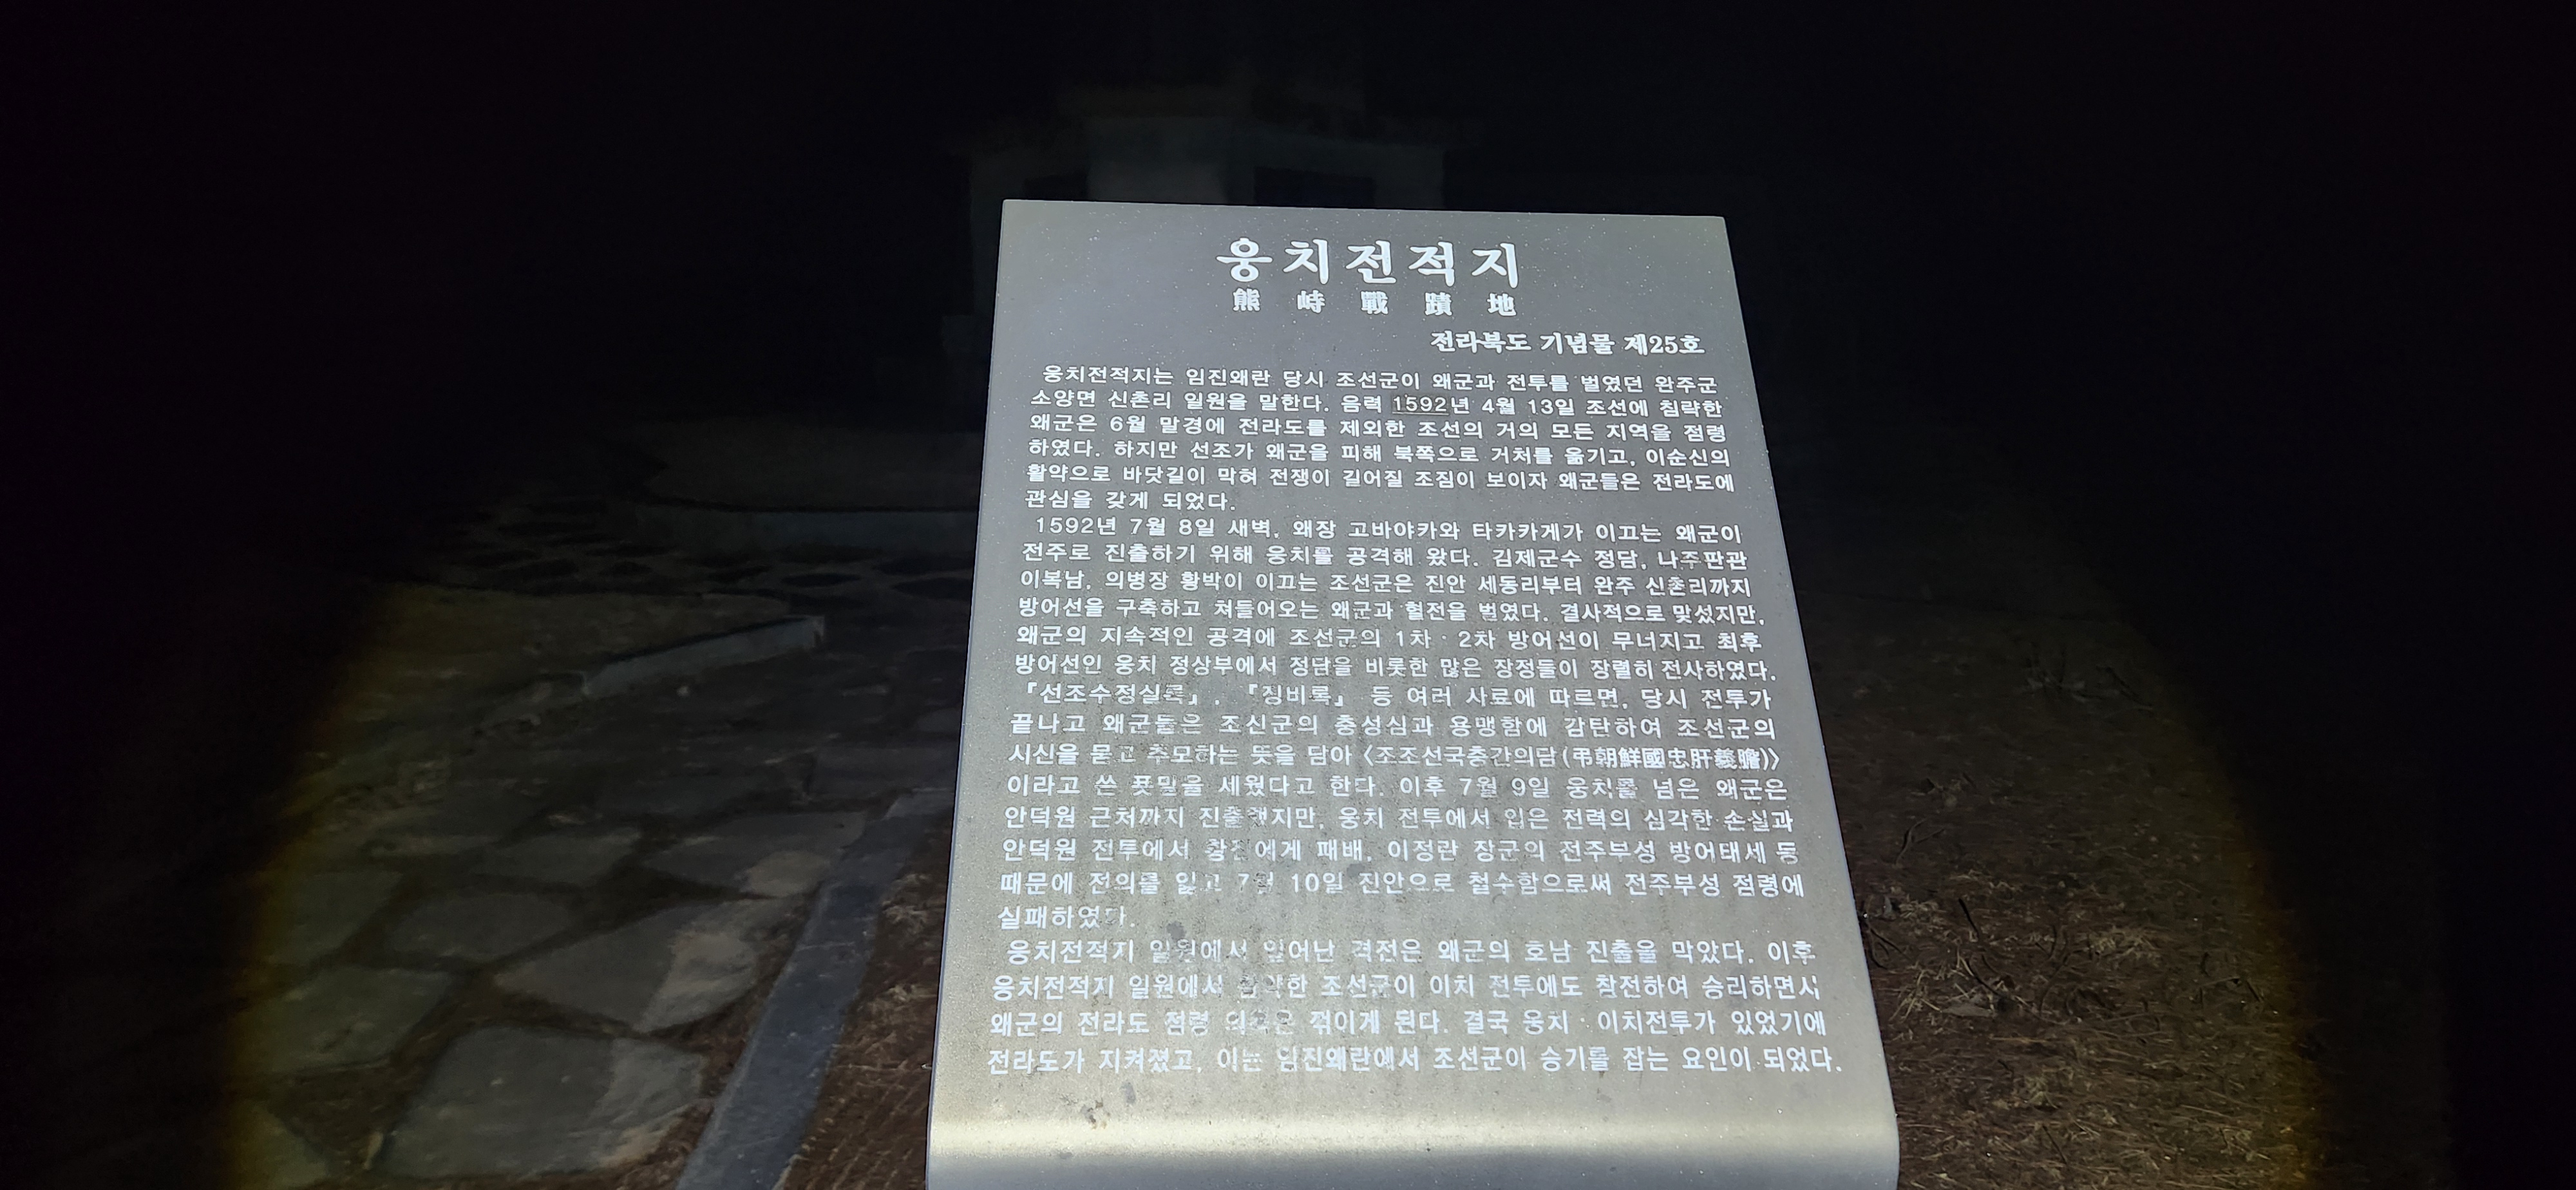 웅치전적지
熊峙戰蹟地
전라북도 기념물 제25호
웅치전적지는 임진왜란 당시 조선군이 왜군과 전투를 벌였던 완주군
소양면 신촌리 일원을 말한다. 음력 1592년 4월 13일 조선에 침략한
왜군은 6월 말경에 전라도를 제외한 조선의 거의 모든 지역을 점령
하였다. 하지만 선조가 왜군을 피해 북쪽으로 거처를 옮기고, 이순신의
활약으로 바닷길이 막혀 전쟁이 길어질 조짐이 보이자 왜군들은 전라도에
관심을 갖게 되었다.
1592년 7월 8일 새벽, 왜장 고바야카와 타카카게가 이끄는 왜군이
전주로 진출하기 위해 웅치를 공격해 왔다. 김제군수 정담, 나주판관
이복남, 의병장 황박이 이끄는 조선군은 진안 세동리부터 완주 신촌리까지
방어선을 구축하고 쳐들어오는 왜군과 혈전을 벌였다. 결사적으로 맞섰지만,
왜군의 지속적인 공격에 조선군의 1차·2차 방어선이 무너지고 최후
방어선인 웅치 정상부에서 정담을 비롯한 많은 장정들이 장렬히 전사하였다.
『선조수정실록』, 『징비록』 등 여러 사료에 따르면, 당시 전투가
끝나고 왜군들은 조선군의 충성심과 용맹함에 감탄하여 조선군의
시신을 묻고 추모하는 뜻을 담아 〈조조선국충간의담(弔朝鮮國忠肝義膽)〉
이라고 쓴 푯말을 세웠다고 한다. 이후 7월 9일 웅치를 넘은 왜군은
안덕원 근처까지 진출했지만, 웅치 전투에서 입은 전력의 심각한 손실과
안덕원 전투에서 황진에게 패배, 이정란 장군의 전주부성 방어태세 등
때문에 전의를 잃고 7월 10일 진안으로 철수함으로써 전주부성 점령에
실패하였다.
웅치전적지 일원에서 일어난 격전은 왜군의 호남 진출을 막았다. 이후
웅치전적지 일원에서 조선군이 이치 전투에도 참전하여 승리하면서
왜군의 전라도 점령 의욕은 꺾이게 된다. 결국 웅치·이치전투가 있었기에
전라도가 지켜졌고, 이는 임진왜란에서 조선군이 승기를 잡는 요인이 되었다.